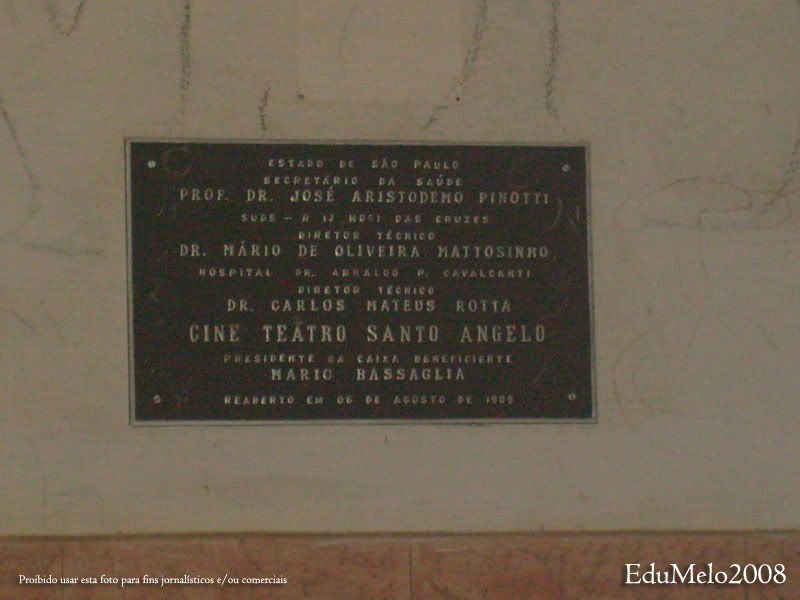 ESTADO DE SÃO PAULO
SECRETÁRIO DA SAÚDE
PROF. DR. JOSÉ ARISTODEMO PINOTTI
SUDS - R 12 MOGI DAS CRUZES
DIRETOR TÉCNICO
DR. MÁRIO DE OLIVEIRA MATTOSINHO
HOSPITAL DR. ARNALDO P. CAVALCANTI
DIRETOR TÉCNICO
DR. CARLOS MATEUS ROTTA
CINE TEATRO SANTO ANGELO
PRESIDENTE DA CAIXA BENEFICIENTE
MARIO BASSAGLIA
REABERTO EM 06 DE AGOSTO DE
Proibido usar esta foto para fins jornalísticos e/ou comerciais
EduMelo2008